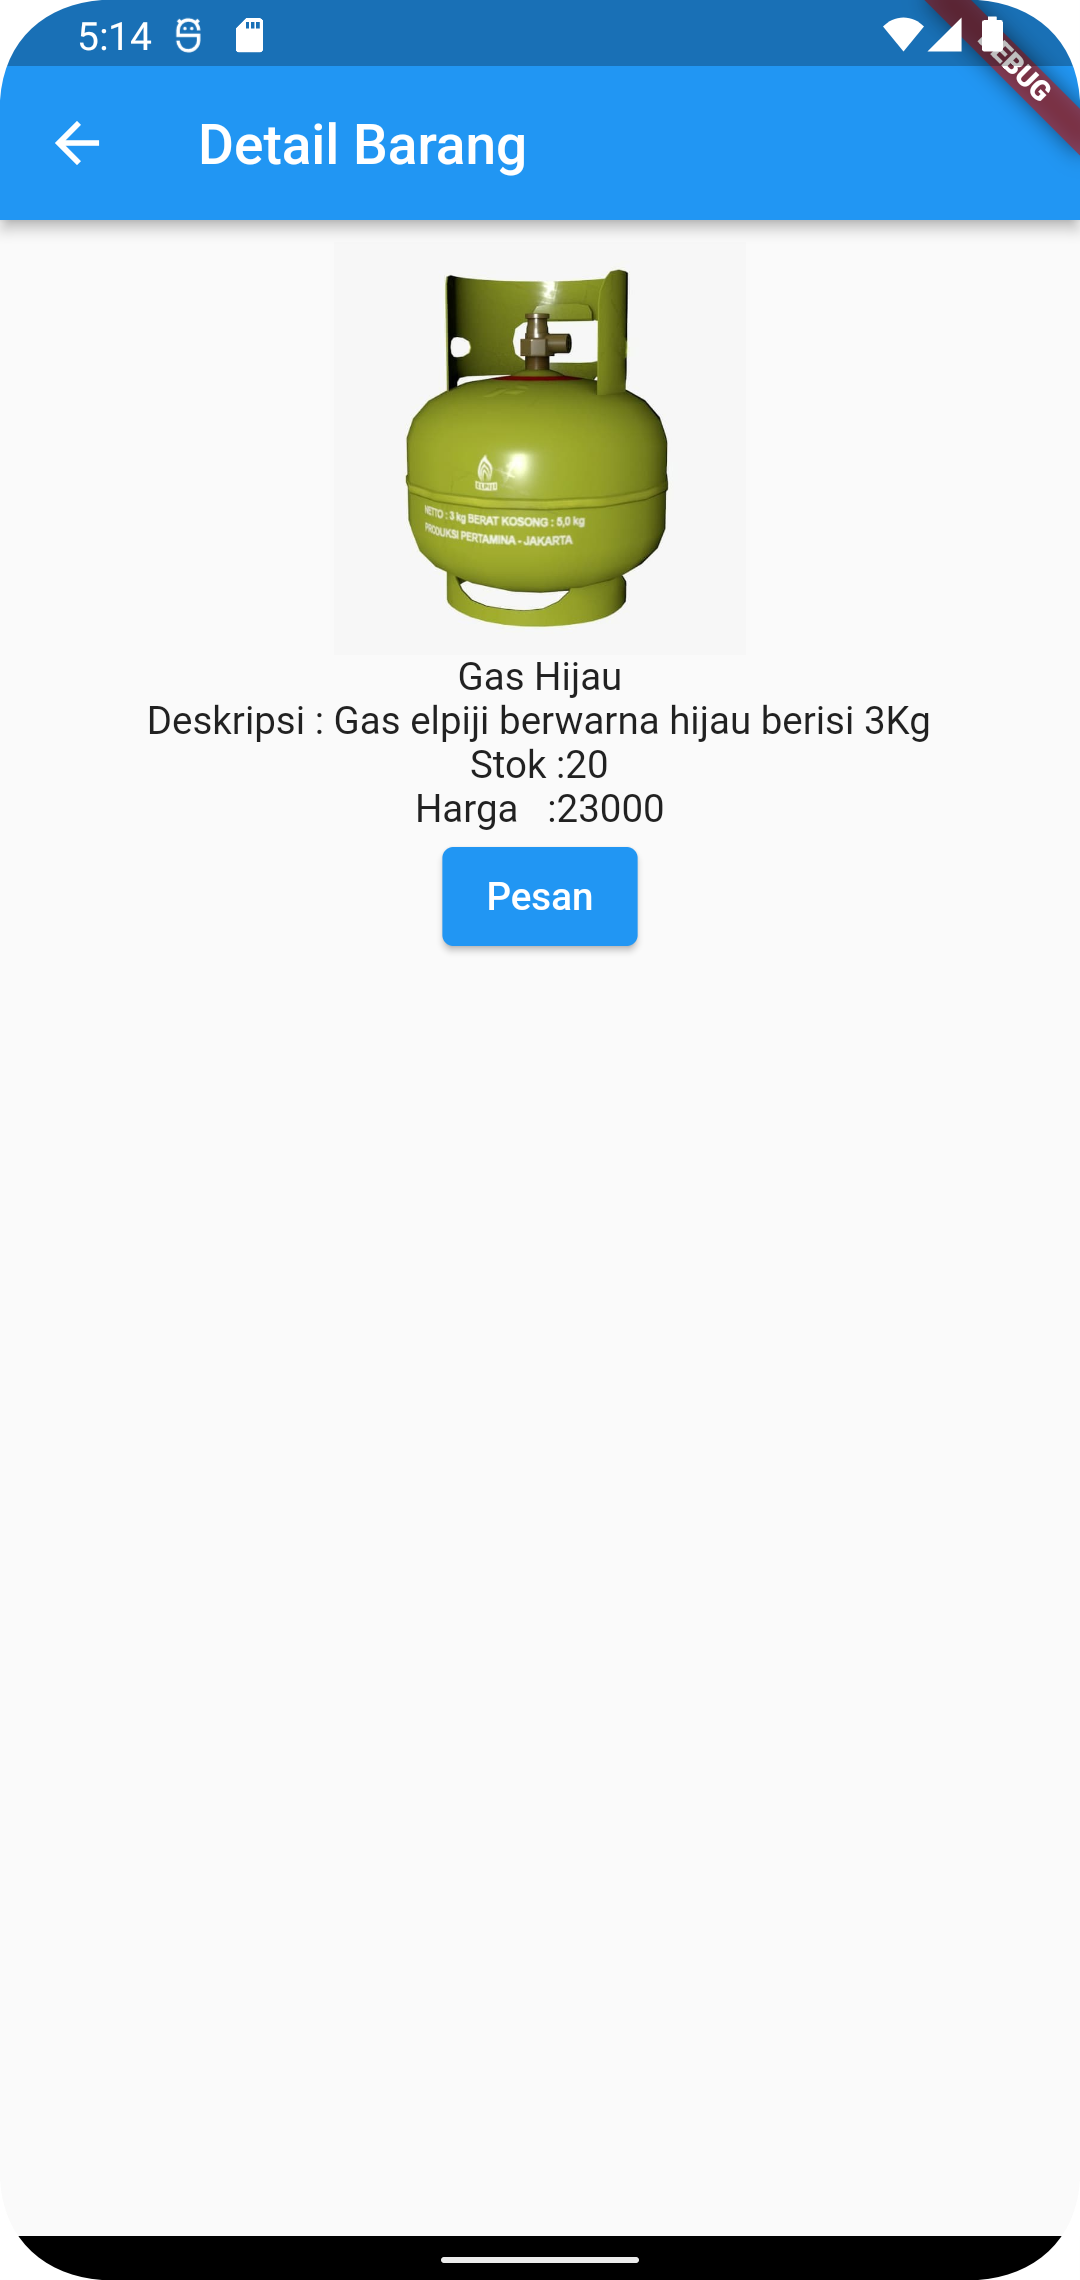 5:14
DEBUG
Detail Barang
ELPIJI
NETTO : 3 kg BERAT KOSONG : 5,0 kg
PRODUKSI PERTAMINA - JAKARTA
Gas Hijau
Deskripsi : Gas elpiji berwarna hijau berisi 3Kg
Stok :20
Harga   :23000
Pesan